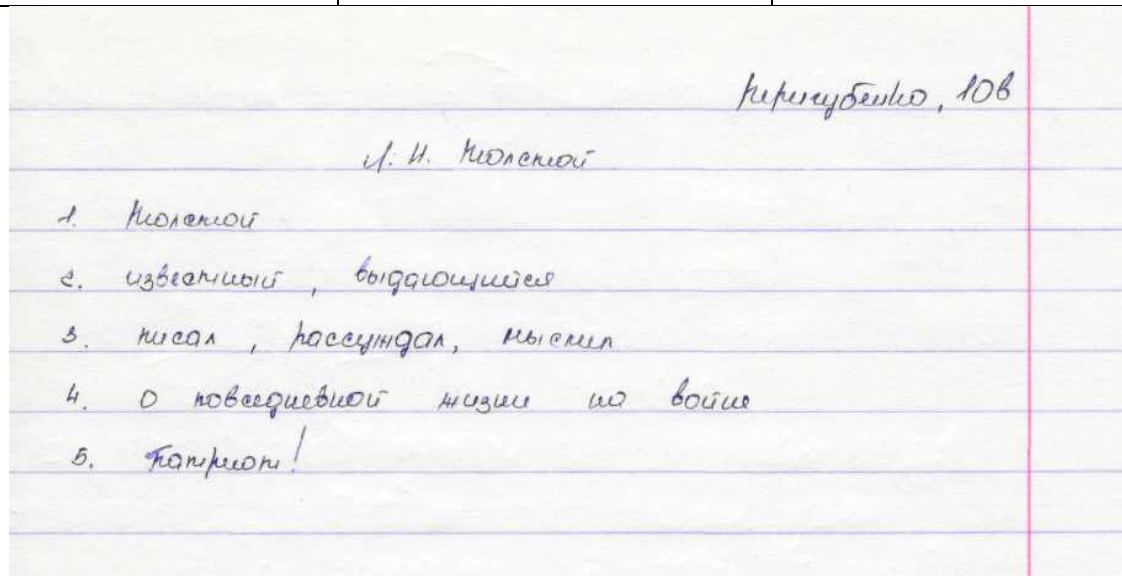 10в
Л. Н. Толстой
1. Толстой
2. известный, выдающийся
3. писал, рассуждал, мыслил
4. О повседневной жизни на войне
5. Патриот!